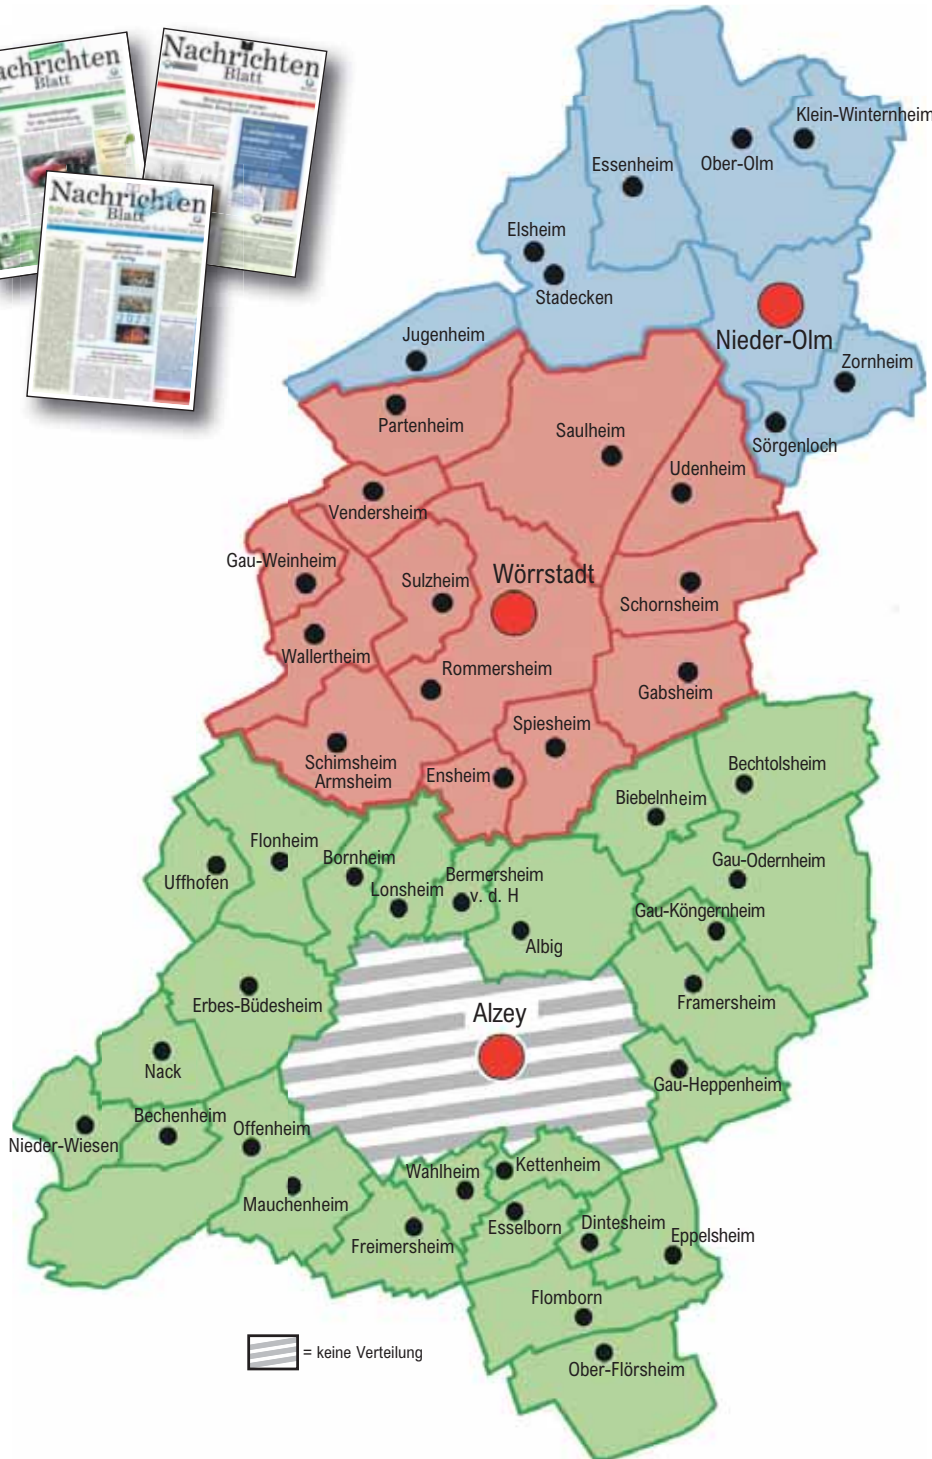 achrichten
Nachrichten
Blatt
Nachrichten
Blatt
Klein-Winternheim
Essenheim
Ober-Olm
Elsheim
Stadecken
Jugenheim
Nieder-Olm
Zornheim
Partenheim
Saulheim
Sörgenloch
Udenheim
Vendersheim
Gau-Weinheim
Sulzheim
Wörrstadt
Schornsheim
Wallertheim
Rommersheim
Gabsheim
Spiesheim
Schimsheim
Armsheim
Ensheim
Bechtolsheim
Biebelnheim
Flonheim
Bornheim
Gau-Odernheim
Uffhofen
Lonsheim
Bermersheim
v. d. H
Gau-Köngernheim
Albig
Erbes-Büdesheim
Framersheim
Alzey
Nack
Gau-Heppenheim
Bechenheim
Offenheim
Nieder-Wiesen
Wahlheim
Kettenheim
Mauchenheim
Esselborn
Dintesheim
Freimersheim
Eppelsheim
Flomborn
= keine Verteilung
Ober-Flörsheim